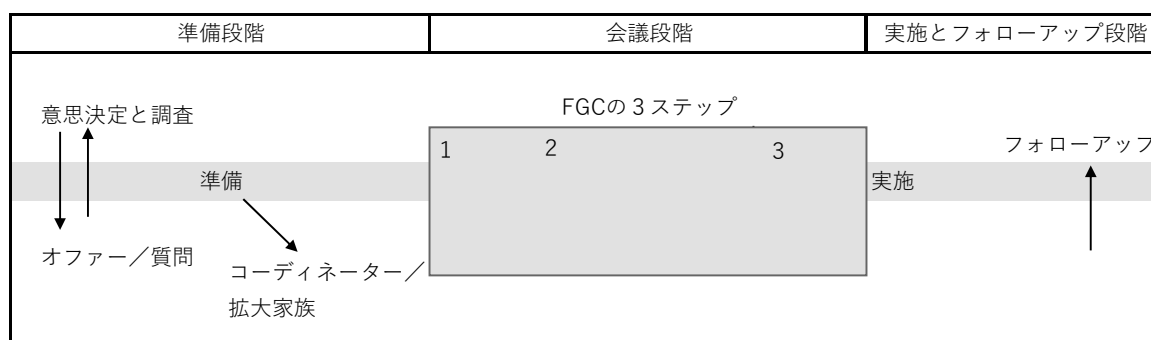 準備段階
会議段階
実施とフォローアップ段階
意思決定と調査
FGCの3ステップ
1
2
3
フォローアップ
準備
実施
オファー／質問
コーディネーター／
拡大家族